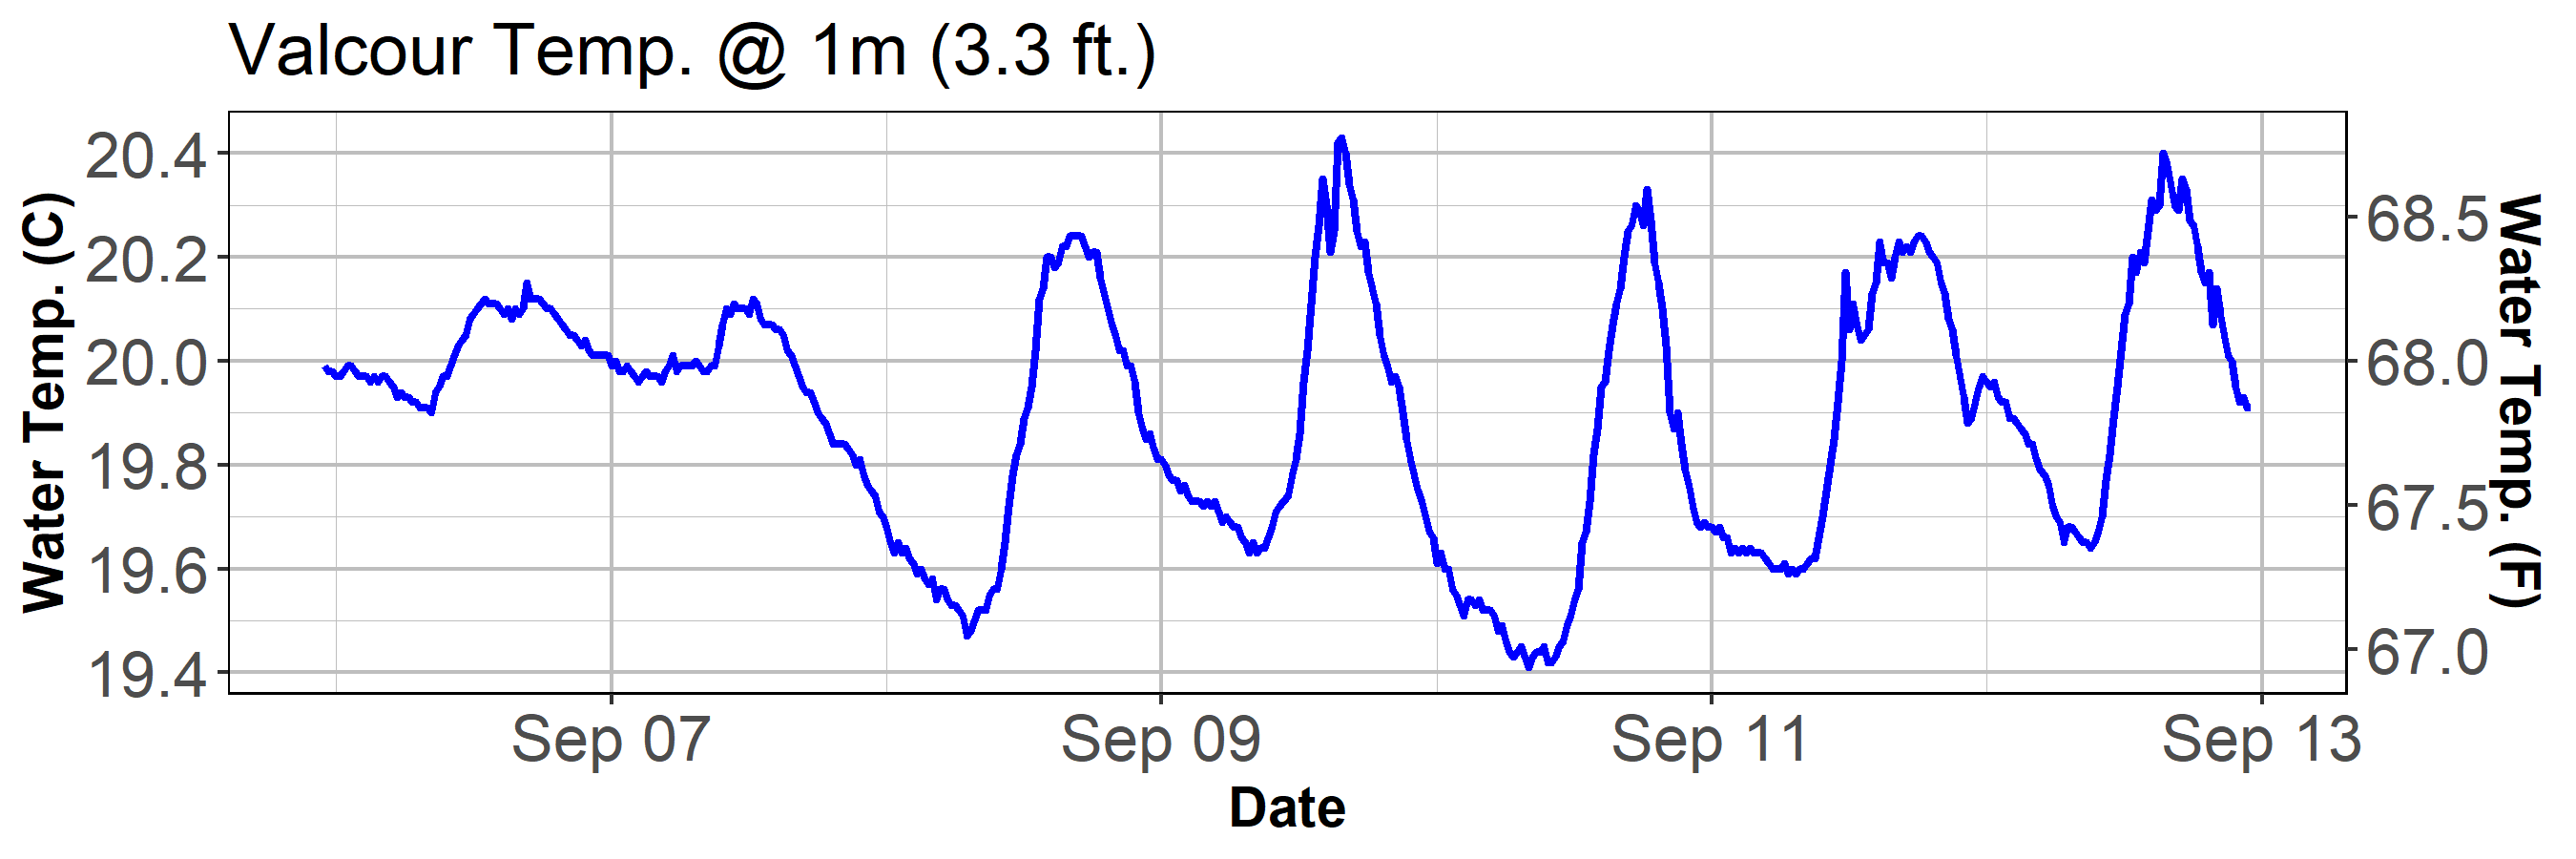 Valcour Temp. @ 1m (3.3 ft.)
Water Temp. (C)
20.4
20.2
20.0
19.8
19.6
19.4
68.5
68.0
67.5
67.0
Water Temp. (F)
Sep 07
Sep 09
Sep 11
Sep 13
Date